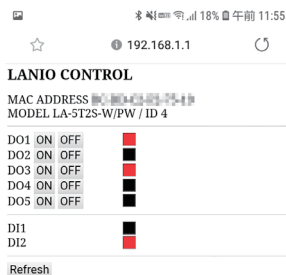 18% 午前 11:55
192.168.1.1
LANIO CONTROL
MAC ADDRESS
MODEL LA-5T2S-W/PW / ID 4
DO1 ON OFF
DO2 ON OFF
DO3 ON OFF
DO4 ON OFF
DO5 ON OFF
DI1
DI2
Refresh